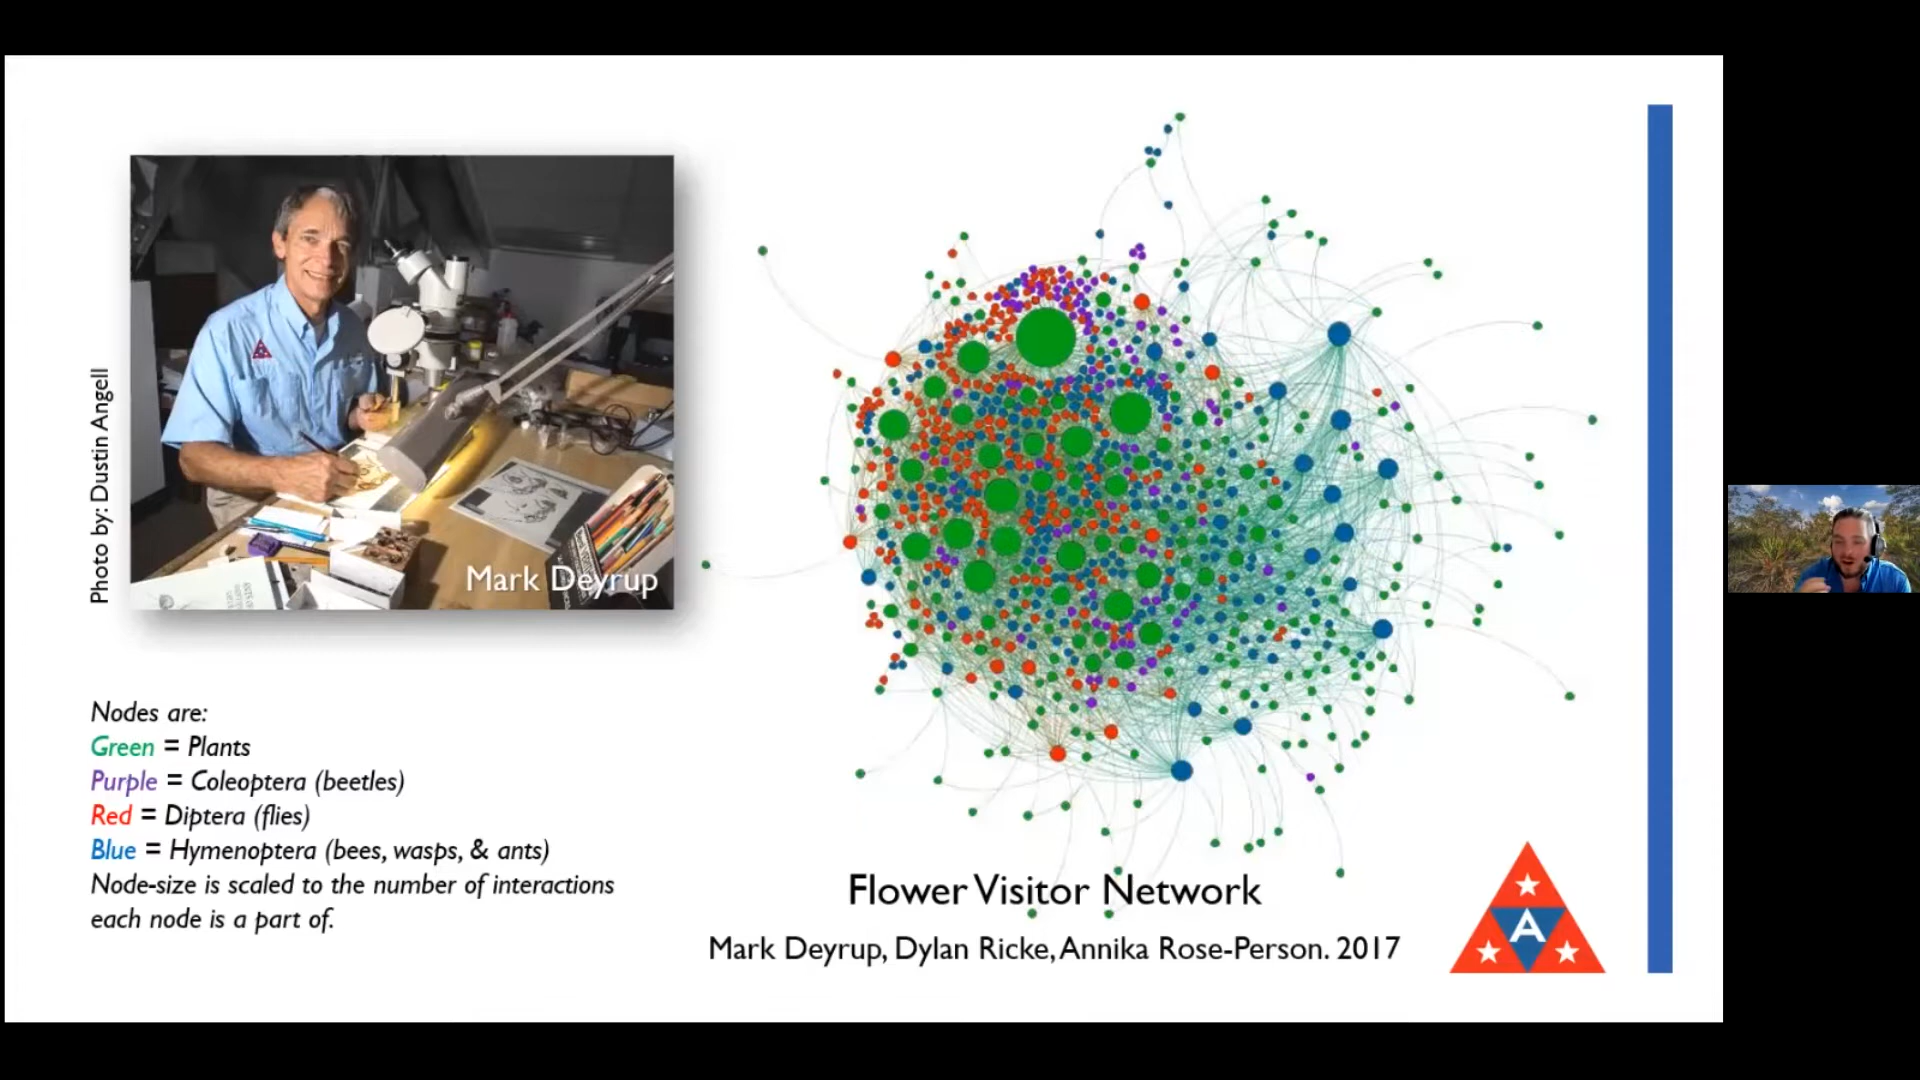 Photo by: Dustin Angell
Mark Deyrup
Nodes are:
Green = Plants
Purple = Coleoptera (beetles)
Red = Diptera (flies)
Blue = Hymenoptera (bees, wasps, & ants)
Node-size is scaled to the number of interactions
each node is a part of.
Flower Visitor Network
Mark Deyrup, Dylan Ricke, Annika Rose-Person. 2017
A